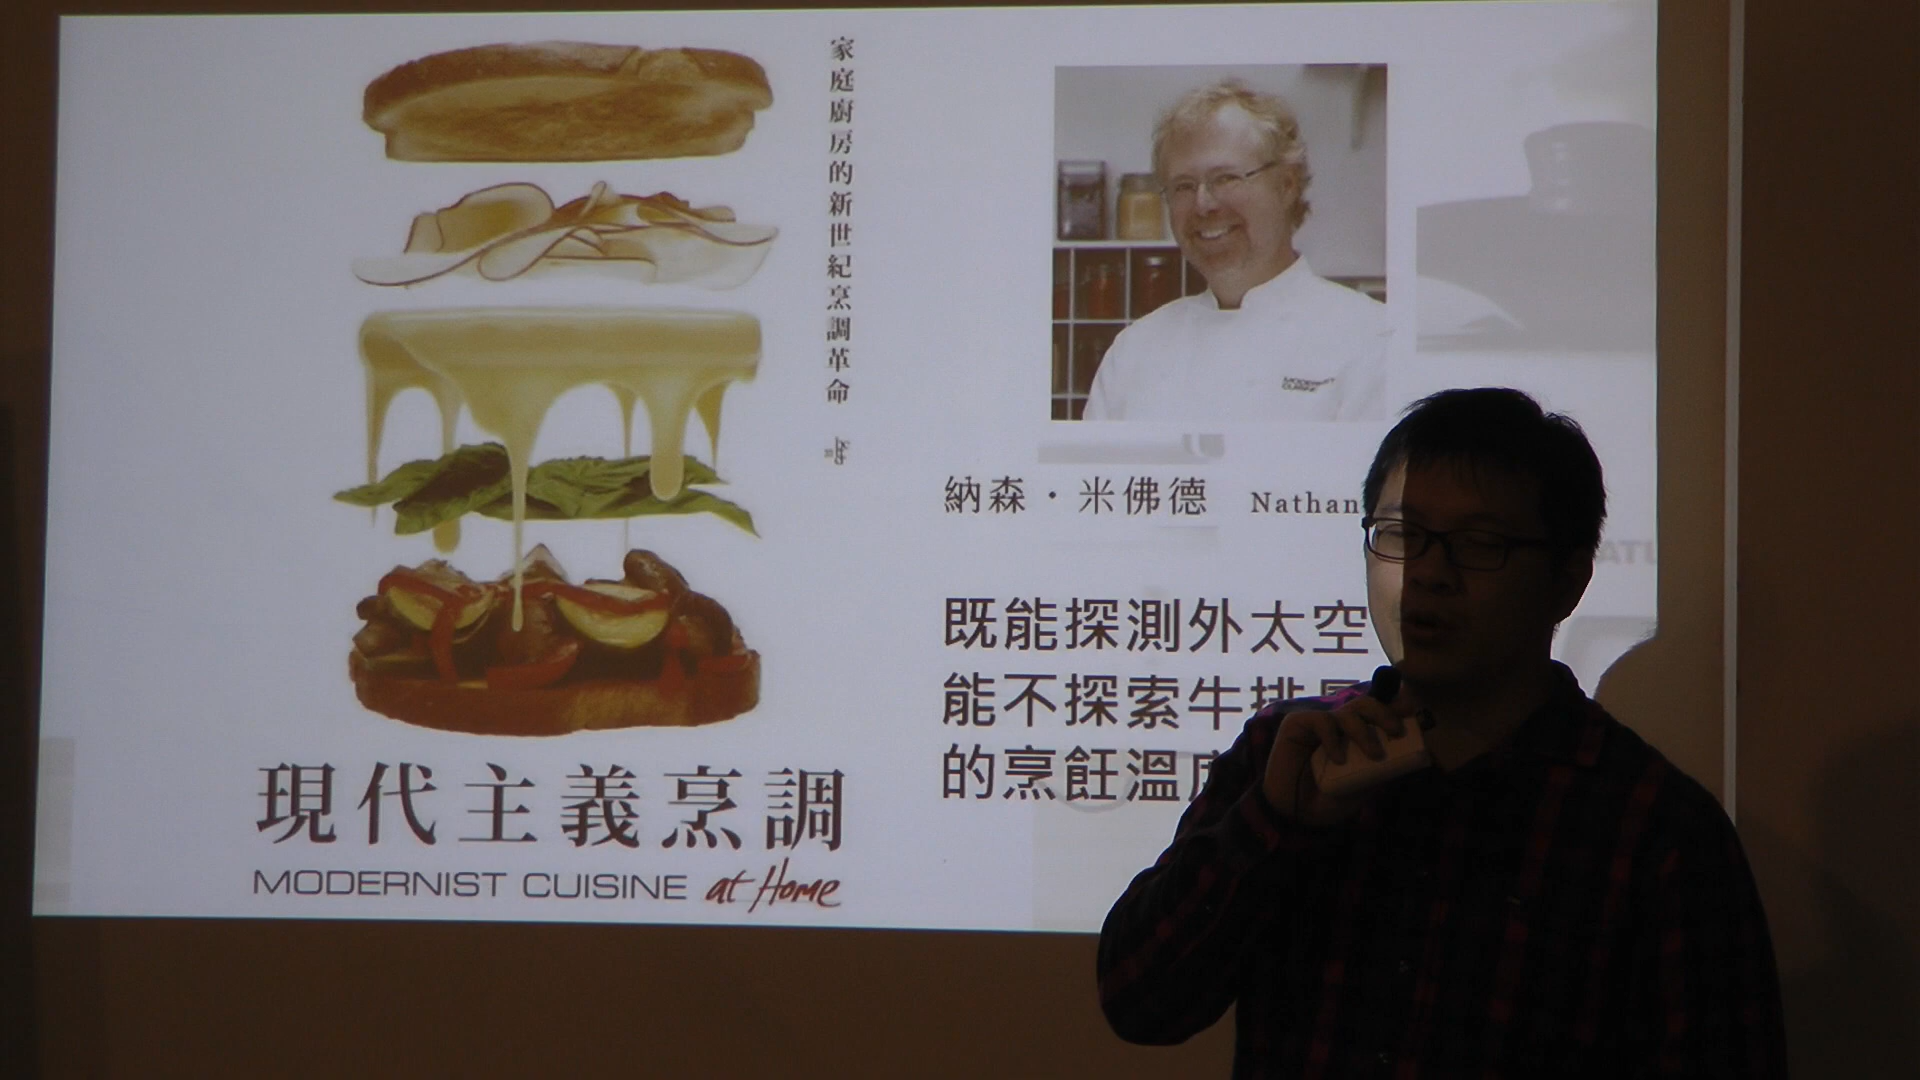 家庭廚房的新世紀烹調革命
現代主義烹調
MODERNIST CUISINE at Home
MODERNIST
CUISINE
納森・米佛德 Nathan
既能探測外太空
能不探索牛排
的烹飪溫